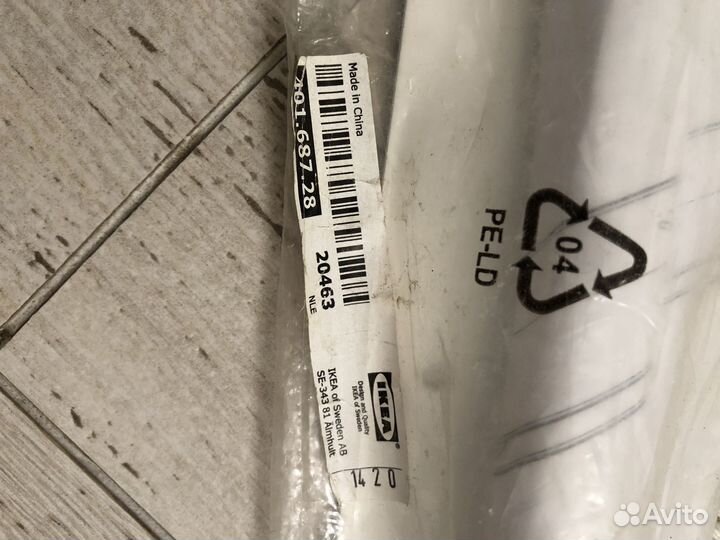 Made in China
401.687.28
20463
NLE
IKEA
Design and Quality
IKEA of Sweden
IKEA of Sweden AB
SE-343 81 Älmhult
1420
04
PE-LD
Avito